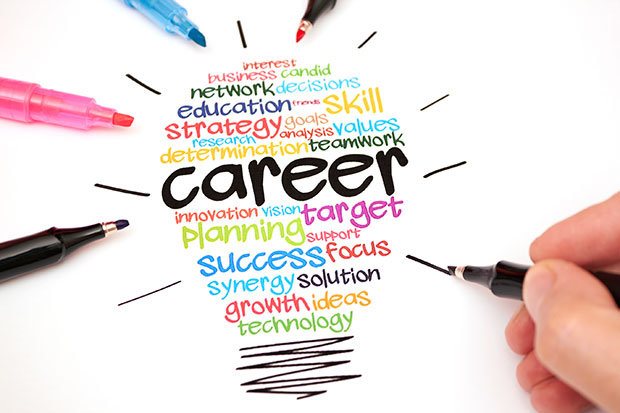 interest
business candid
network decisions
education friends skill
strategy goals
research analysis values
determination teamwork
career
innovation vision target
planning support
success focus
synergy solution
growth ideas
technology